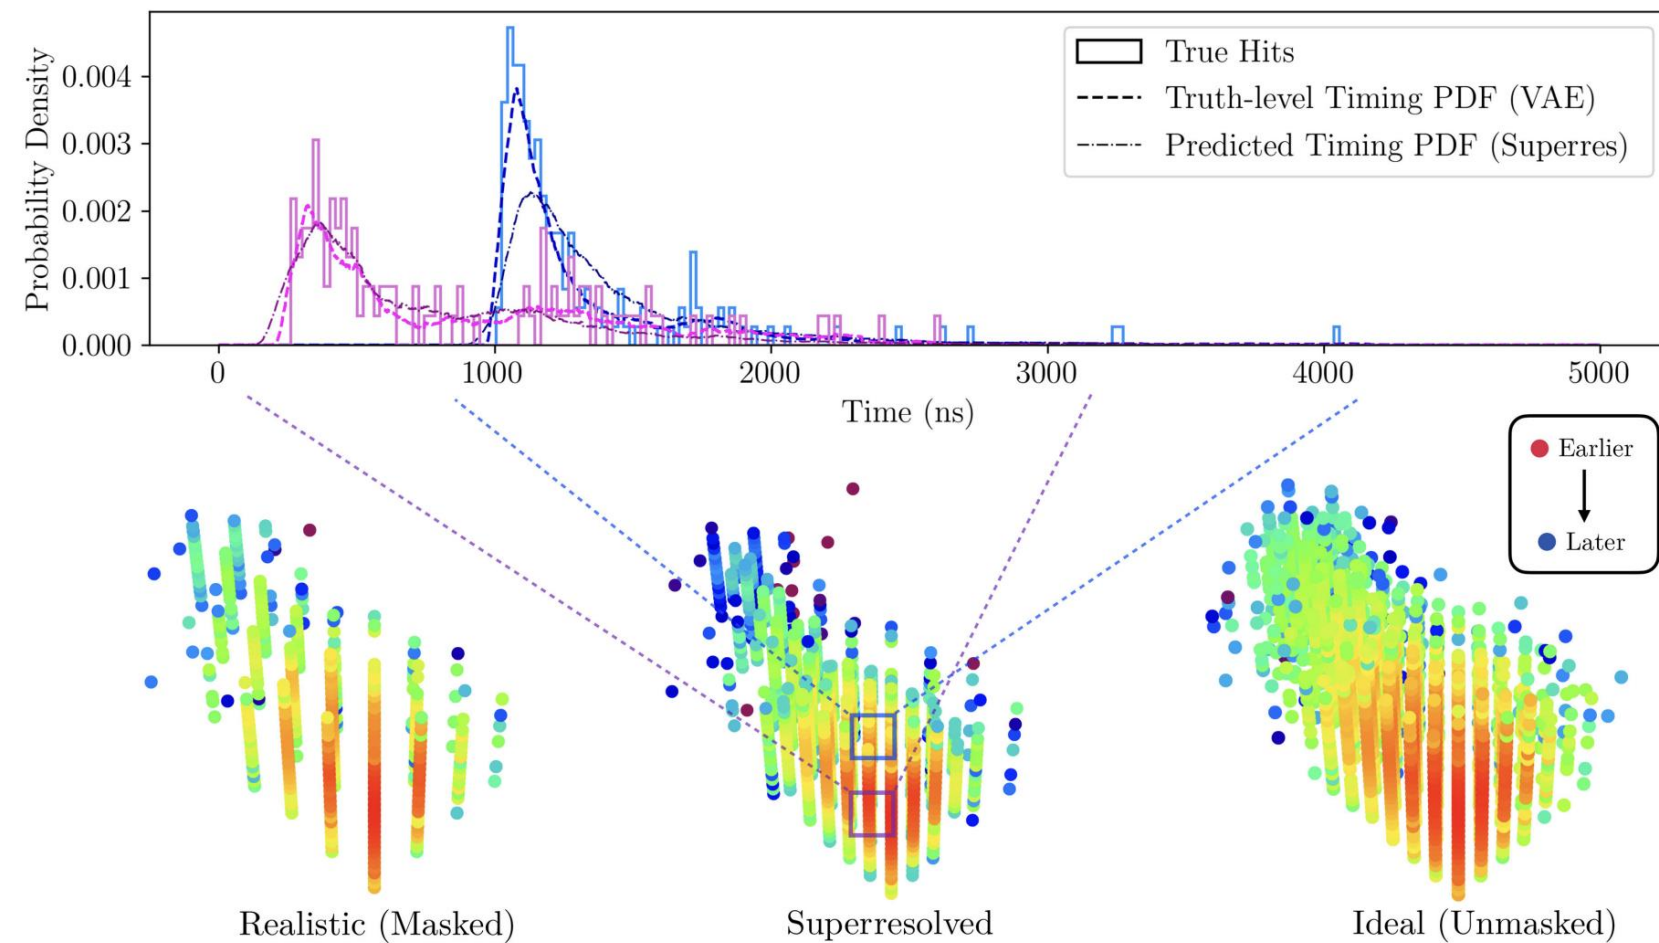 Probability Density
0.004
0.003
0.002
0.001
0.000
True Hits
Truth-level Timing PDF (VAE)
Predicted Timing PDF (Superres)
0 1000 2000 3000 4000 5000
Time (ns)
Earlier
Later
Realistic (Masked) Superresolved Ideal (Unmasked)